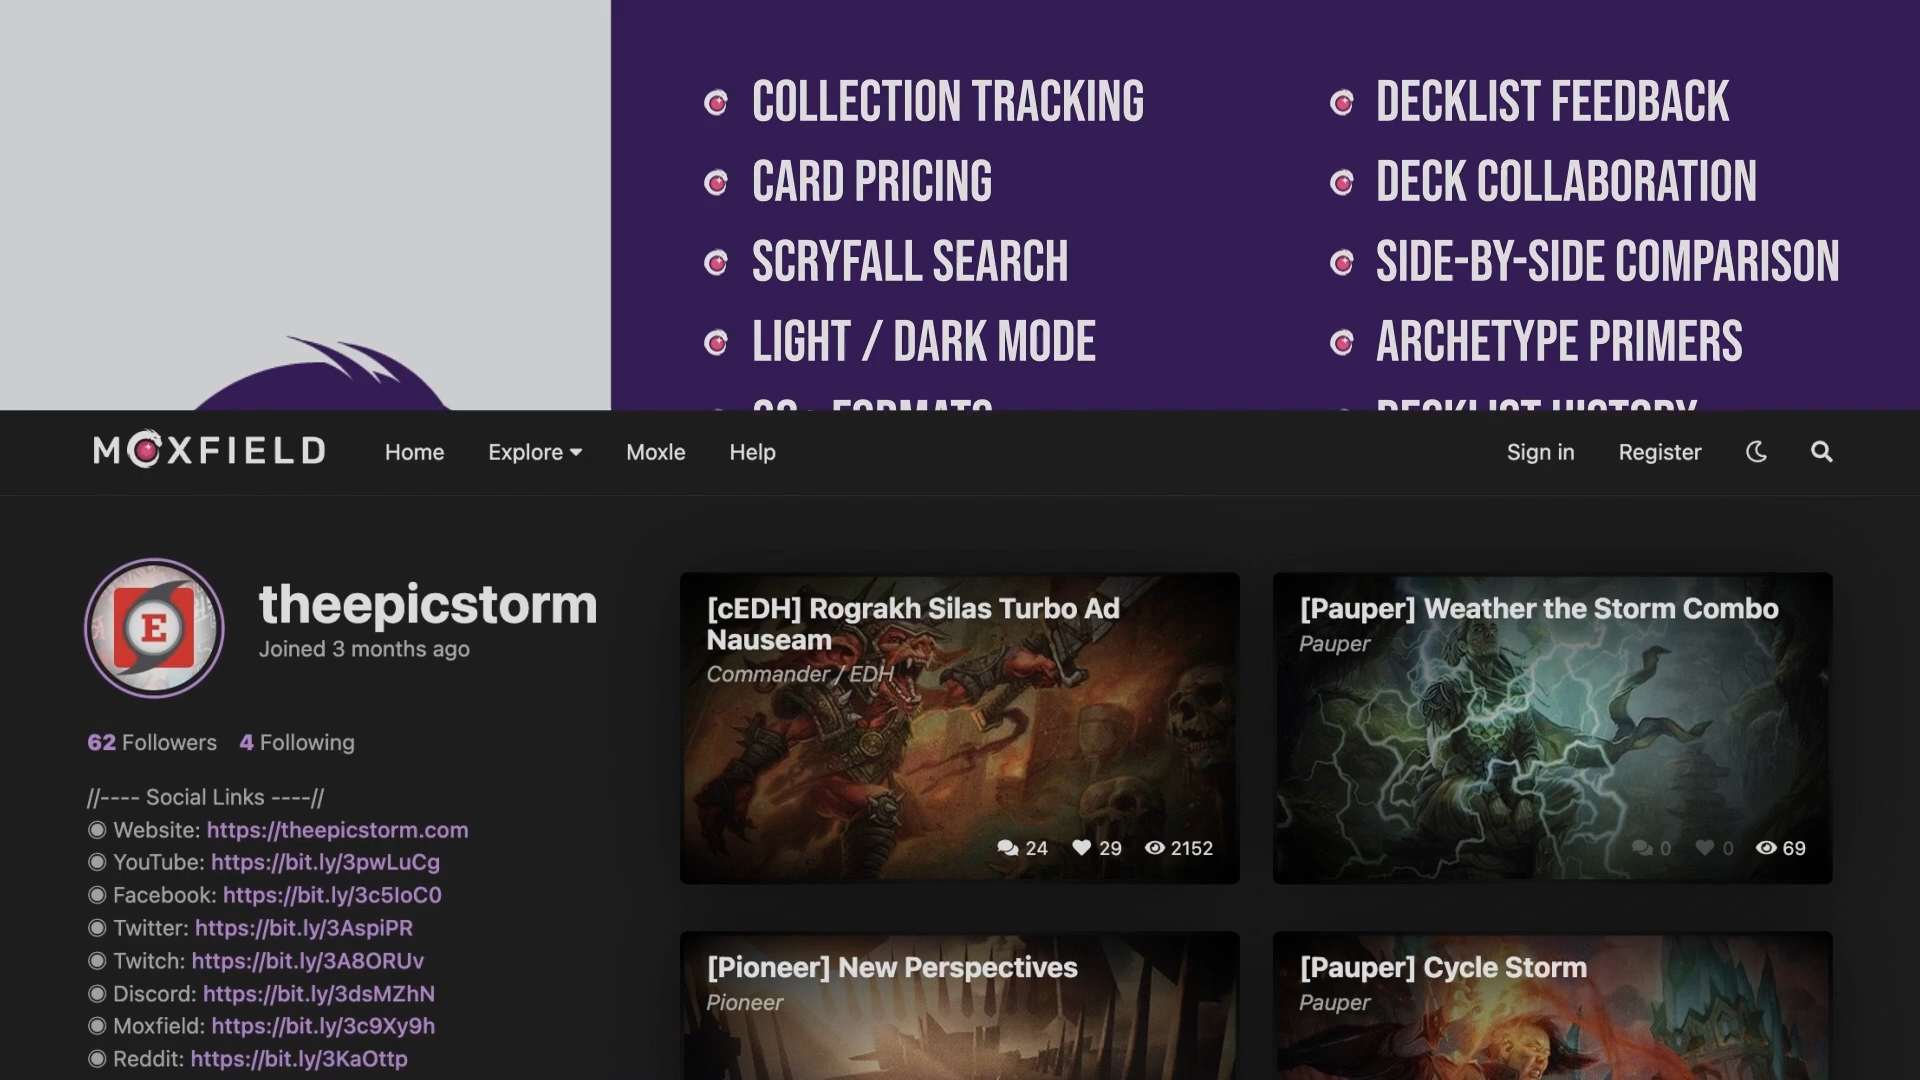 COLLECTION TRACKING
CARD PRICING
SCRYFALL SEARCH
LIGHT / DARK MODE
DECKLIST FEEDBACK
DECK COLLABORATION
SIDE-BY-SIDE COMPARISON
ARCHETYPE PRIMERS
DECKLIST HISTORY
MOXFIELD Home Explore Moxle Help Sign in Register
E
theepicstorm
Joined 3 months ago
62 Followers 4 Following
//---- Social Links ----//
◉ Website: https://theepicstorm.com
◉ YouTube: https://bit.ly/3pwLuCg
◉ Facebook: https://bit.ly/3c5IoC0
◉ Twitter: https://bit.ly/3AspiPR
◉ Twitch: https://bit.ly/3A8ORUv
◉ Discord: https://bit.ly/3dsMZhN
◉ Moxfield: https://bit.ly/3c9Xy9h
◉ Reddit: https://bit.ly/3KaOttp
[cEDH] Rograkh Silas Turbo Ad
Nauseam
Commander / EDH
24 29 2152
[Pauper] Weather the Storm Combo
Pauper
0 0 69
[Pioneer] New Perspectives
Pioneer
[Pauper] Cycle Storm
Pauper